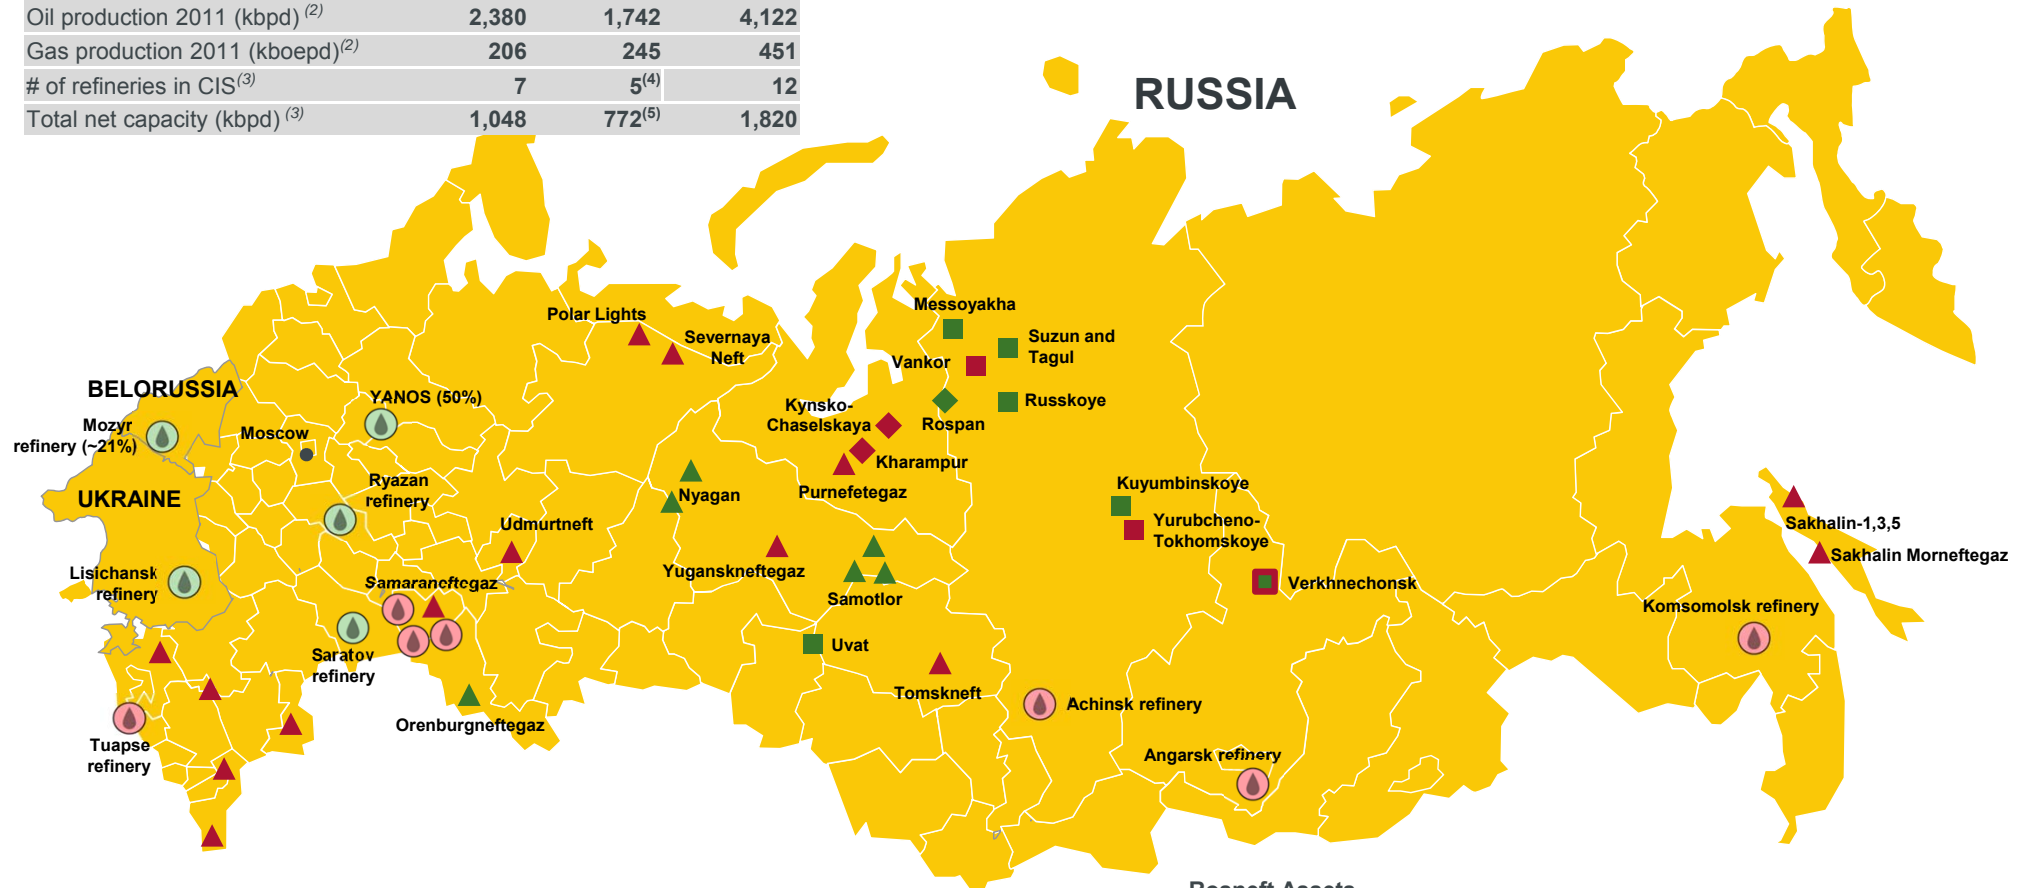 Oil production 2011 (kbpd) (2) 2,380 1,742 4,122
Gas production 2011 (kboepd)(2) 206 245 451
# of refineries in CIS(3) 7 5(4) 12
Total net capacity (kbpd) (3) 1,048 772(5) 1,820
RUSSIA
Messoyakha
Polar Lights
Severnaya
Neft
Suzun and
Tagul
Vankor
BELORUSSIA
YANOS (50%)
Kynsko-
Chaselskaya
Russkoye
Mozyr
refinery (~21%)
Moscow
Rospan
Kharampur
Ryazan
refinery
Nyagan
Purnefetegaz
Kuyumbinskoye
UKRAINE
Udmurtneft
Yurubcheno-
Tokhomskoye
Sakhalin-1,3,5
Sakhalin Morneftegaz
Lisichansk
refinery
Samaraneftegaz
Yuganskneftegaz
Samotlor
Verkhnechonsk
Komsomolsk refinery
Saratov
refinery
Uvat
Tomskneft
Achinsk refinery
Orenburgneftegaz
Tuapse
refinery
Angarsk refinery
Rosneft Assets